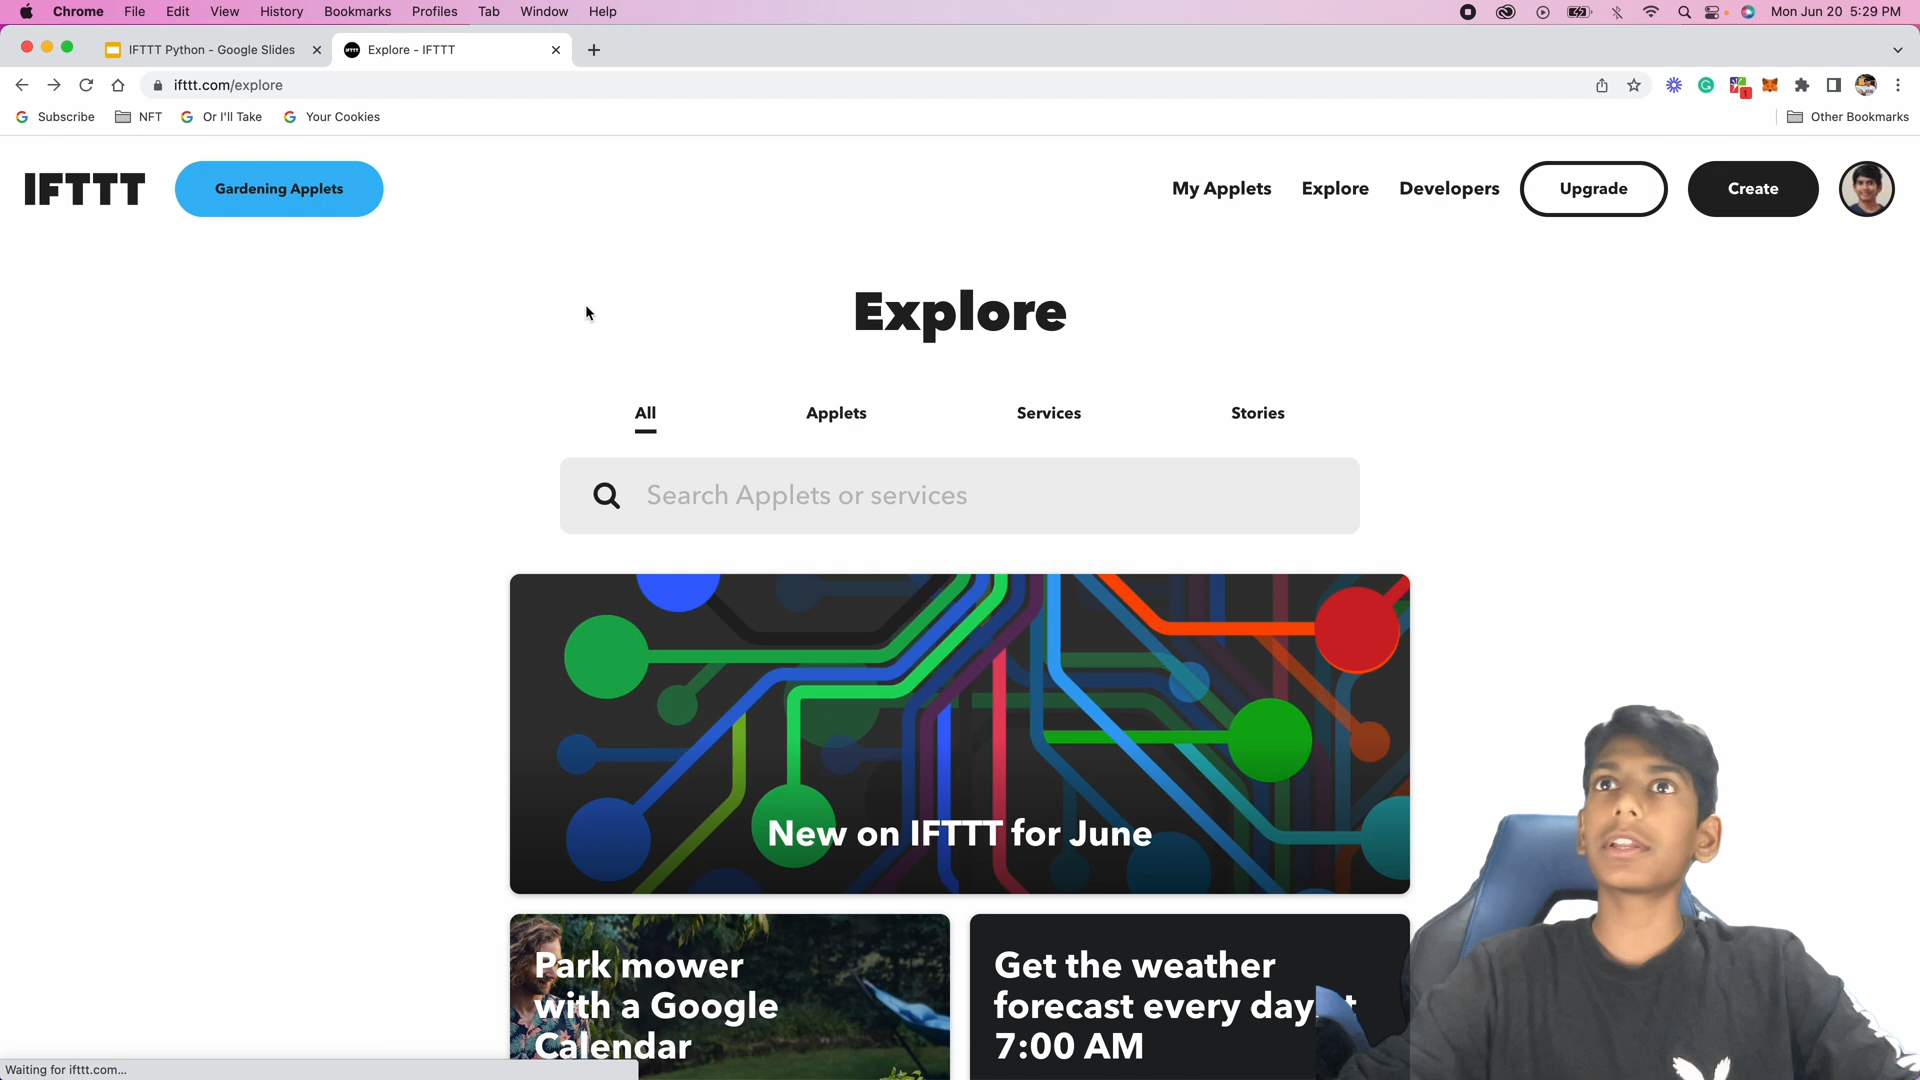 Chrome File Edit View History Bookmarks Profiles Tab Window Help Mon Jun 20 5:29 PM
IFTTT Python - Google Slides Explore - IFTTT
ifttt.com/explore
Subscribe NFT Or I'll Take Your Cookies Other Bookmarks
IFTTT Gardening Applets My Applets Explore Developers Upgrade Create
Explore
All Applets Services Stories
Search Applets or services
New on IFTTT for June
Park mower
with a Google
Calendar
Get the weather
forecast every day
7:00 AM
Waiting for ifttt.com...